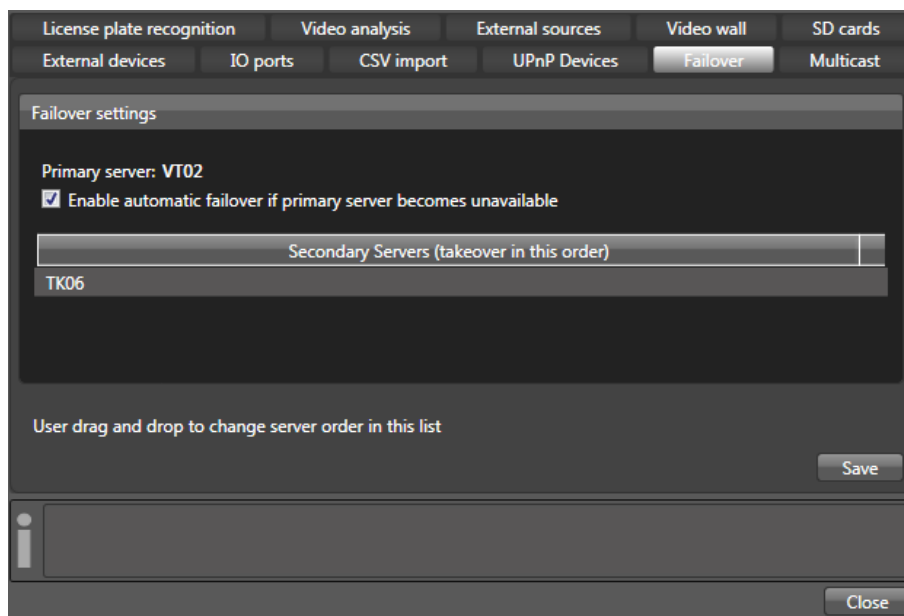 License plate recognition Video analysis External sources Video wall SD cards
External devices IO ports CSV import UPnP Devices Failover Multicast
Failover settings
Primary server: VT02
Enable automatic failover if primary server becomes unavailable
Secondary Servers (takeover in this order)
TK06
User drag and drop to change server order in this list
Save
Close